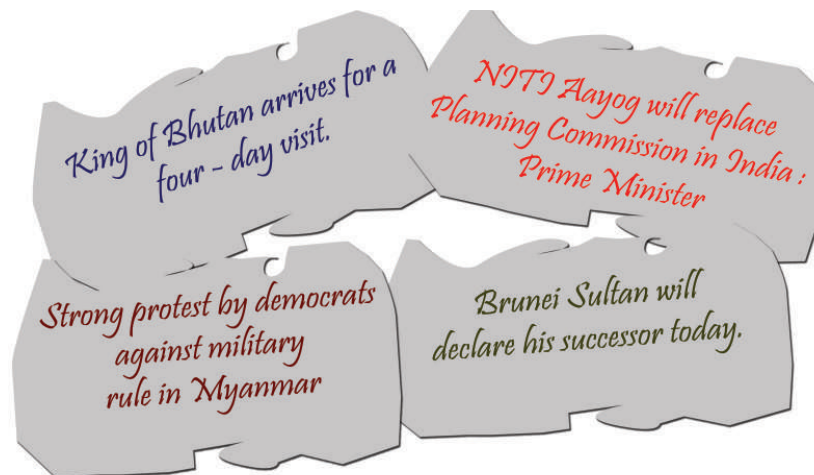 King of Bhutan arrives for a
four - day visit.
NITI Aayog will replace
Planning Commission in India :
Prime Minister
Strong protest by democrats
against military
rule in Myanmar
Brunei Sultan will
declare his successor today.